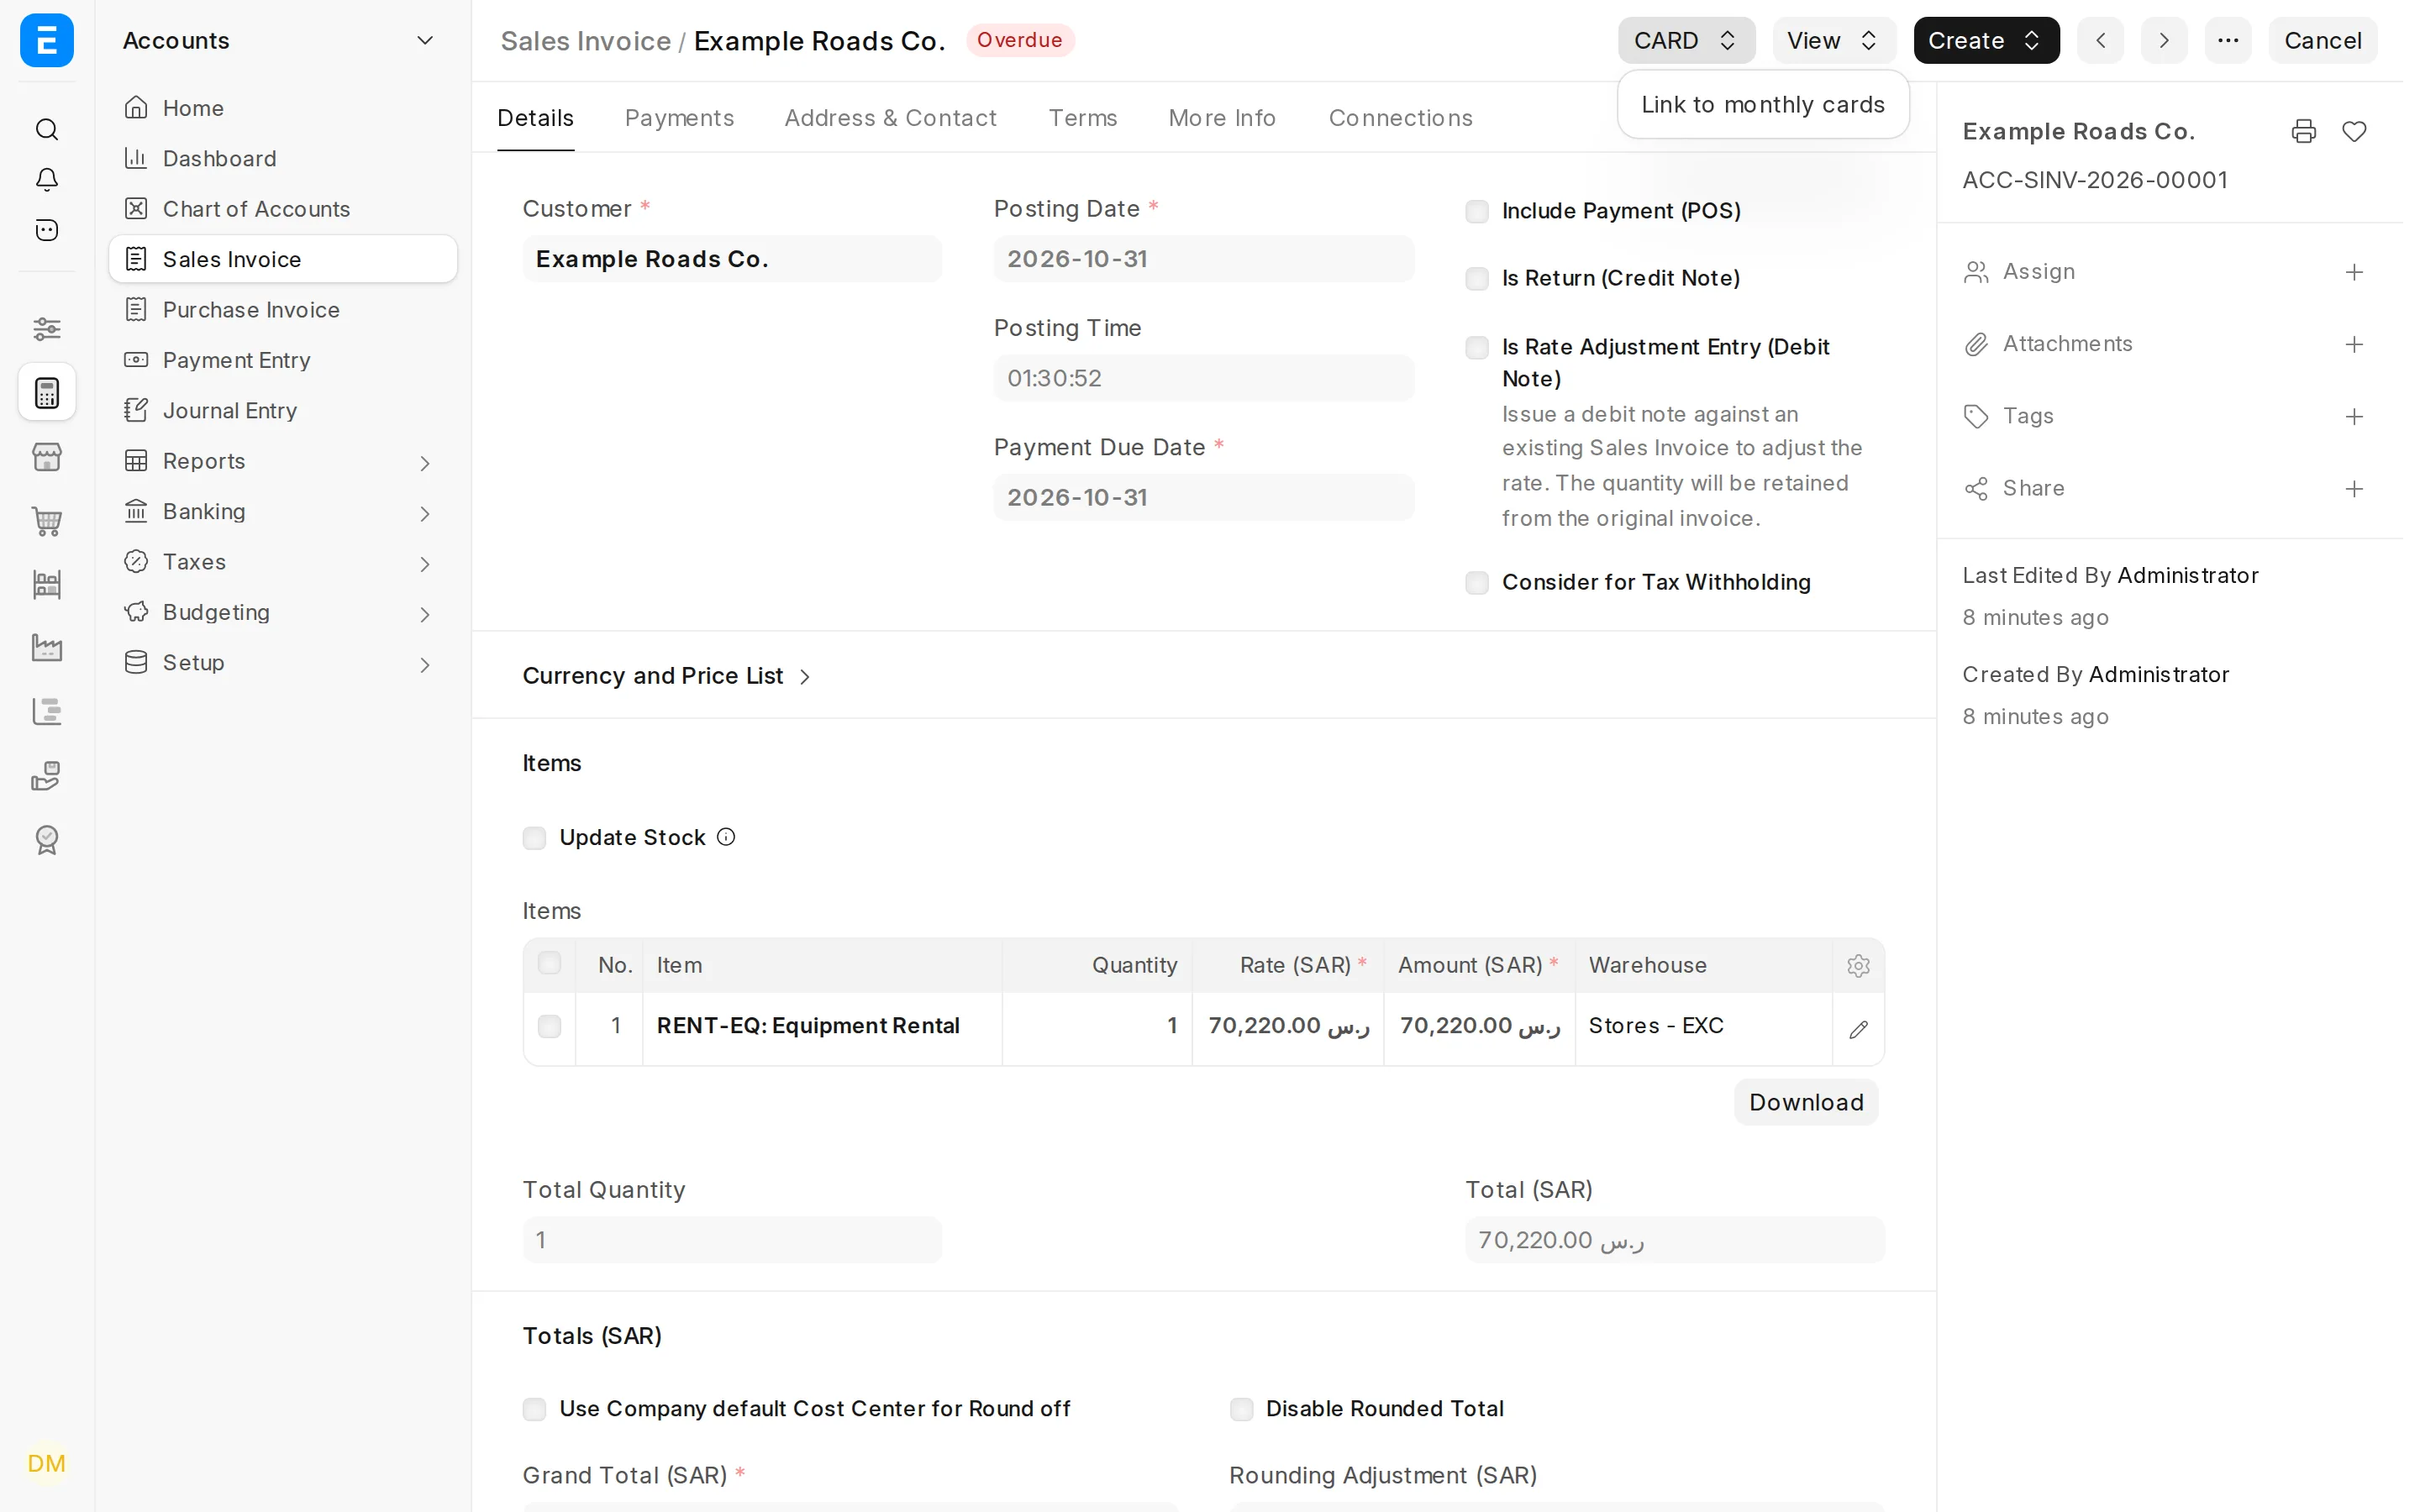 Accounts
Home
Dashboard
Chart of Accounts
Sales Invoice
Purchase Invoice
Payment Entry
Journal Entry
Reports
Banking
Taxes
Budgeting
Setup
DM
Sales Invoice / Example Roads Co. Overdue
CARD View Create ... Cancel
Link to monthly cards
Details Payments Address & Contact Terms More Info Connections
Customer *
Example Roads Co.
Posting Date *
2026-10-31
Posting Time
01:30:52
Payment Due Date *
2026-10-31
Include Payment (POS)
Is Return (Credit Note)
Is Rate Adjustment Entry (Debit
Note)
Issue a debit note against an
existing Sales Invoice to adjust the
rate. The quantity will be retained
from the original invoice.
Consider for Tax Withholding
Currency and Price List
Items
Update Stock
Items
No. Item Quantity Rate (SAR) * Amount (SAR) * Warehouse
1 RENT-EQ: Equipment Rental 1 70,220.00 ر.س 70,220.00 ر.س Stores - EXC
Download
Total Quantity
1
Total (SAR)
70,220.00 ر.س
Totals (SAR)
Use Company default Cost Center for Round off
Disable Rounded Total
Grand Total (SAR) *
Rounding Adjustment (SAR)
Example Roads Co.
ACC-SINV-2026-00001
Assign
Attachments
Tags
Share
Last Edited By Administrator
8 minutes ago
Created By Administrator
8 minutes ago